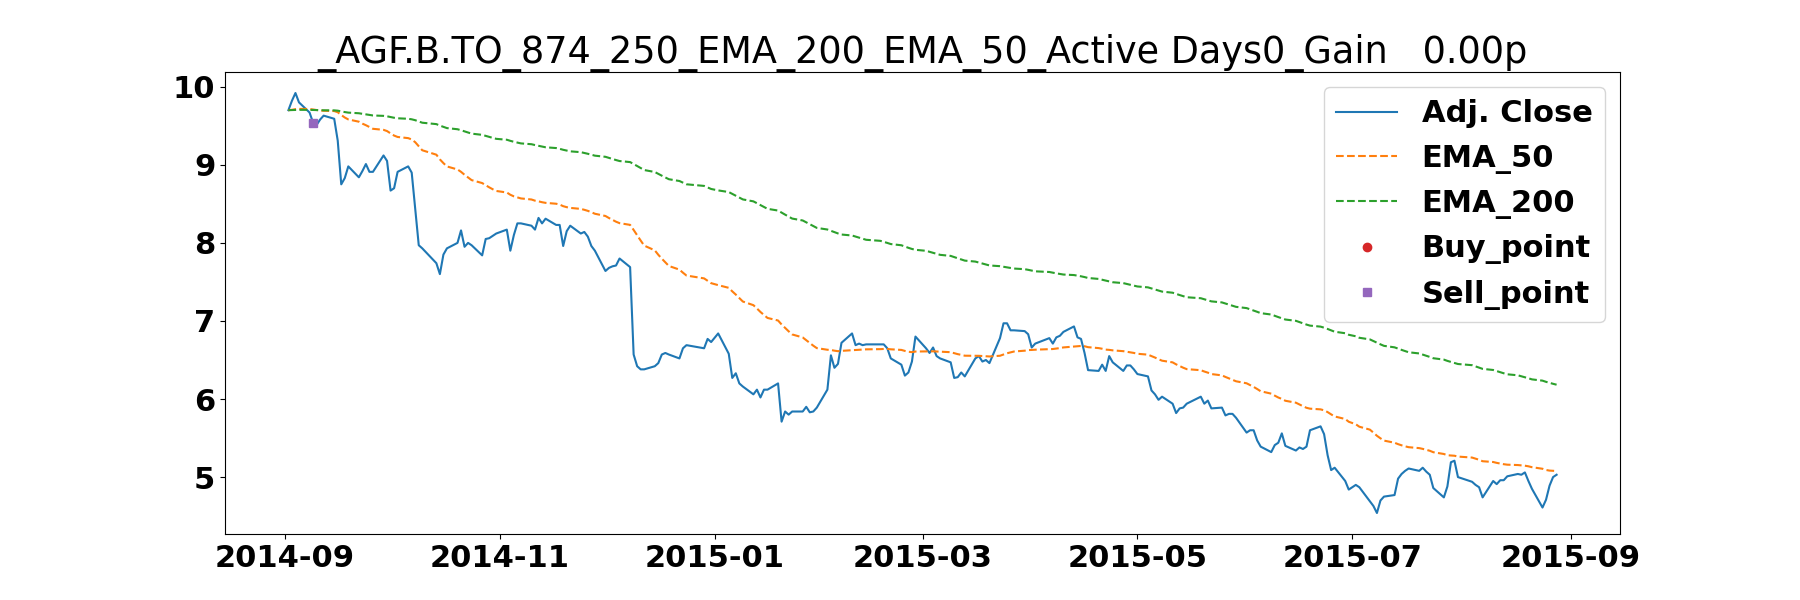 _AGF.B.TO_874_250_EMA_200_EMA_50_Active Days0_Gain   0.00p
10
9
8
7
6
5
Adj. Close
EMA_50
EMA_200
Buy_point
Sell_point
2014-09 2014-11 2015-01 2015-03 2015-05 2015-07 2015-09